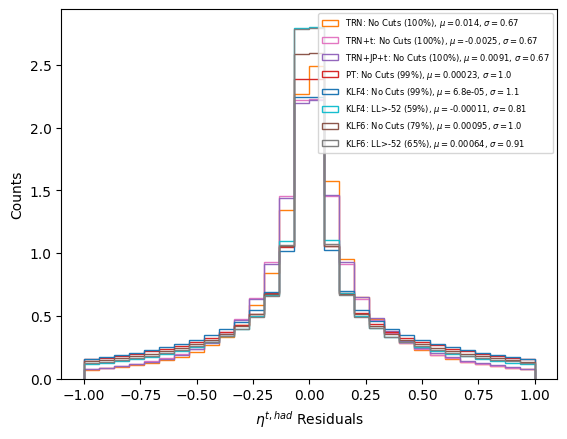 TRN: No Cuts (100%), μ=0.014, σ=0.67
TRN+t: No Cuts (100%), μ=-0.0025, σ=0.67
TRN+JP+t: No Cuts (100%), μ=0.0091, σ=0.67
PT: No Cuts (99%), μ=0.00023, σ=1.0
KLF4: No Cuts (99%), μ=6.8e-05, σ=1.1
KLF4: LL>-52 (59%), μ=-0.00011, σ=0.81
KLF6: No Cuts (79%), μ=0.00095, σ=1.0
KLF6: LL>-52 (65%), μ=0.00064, σ=0.91
Counts
2.5
2.0
1.5
1.0
0.5
0.0
−1.00 −0.75 −0.50 −0.25 0.00 0.25 0.50 0.75 1.00
η^{t,had} Residuals